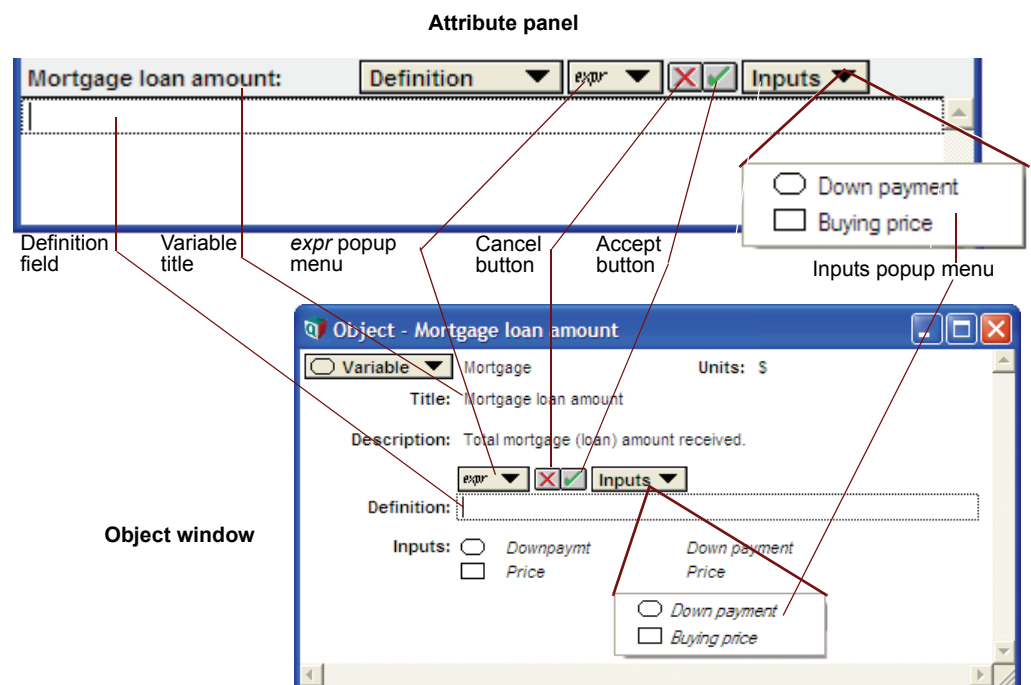 Attribute panel
Mortgage loan amount: Definition expr Inputs
Down payment
Buying price
Definition field
Variable title
expr popup menu
Cancel button
Accept button
Inputs popup menu
Object - Mortgage loan amount
Variable Mortgage Units: $
Title: Mortgage loan amount
Description: Total mortgage (loan) amount received.
expr Inputs
Definition:
Object window
Inputs: Downpaymt Down payment
Price Price
Down payment
Buying price